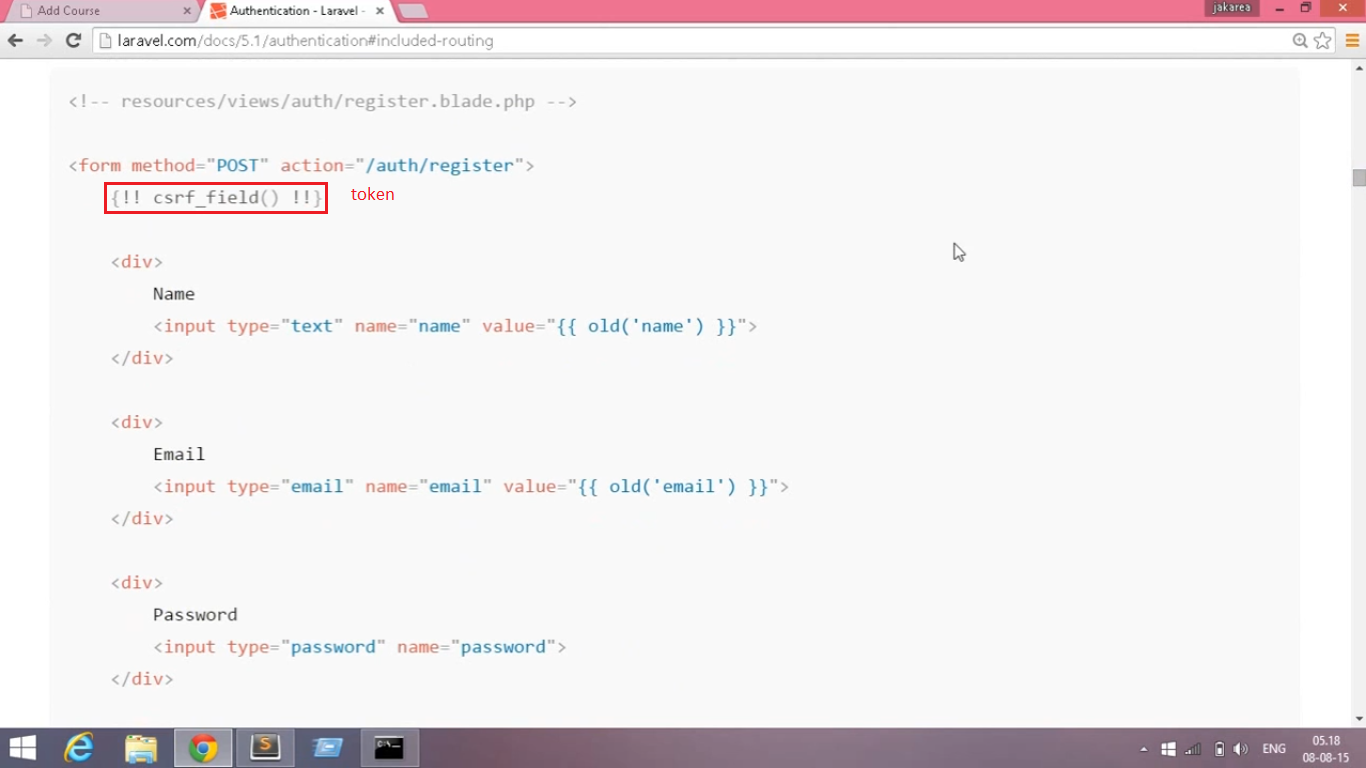 Add Course
Authentication - Laravel -
jakarea
laravel.com/docs/5.1/authentication#included-routing
<!-- resources/views/auth/register.blade.php -->
<form method="POST" action="/auth/register">
{!! csrf_field() !!}
token
<div>
Name
<input type="text" name="name" value="{{ old('name') }}">
</div>
<div>
Email
<input type="email" name="email" value="{{ old('email') }}">
</div>
<div>
Password
<input type="password" name="password">
</div>
ENG
05.18
08-08-15